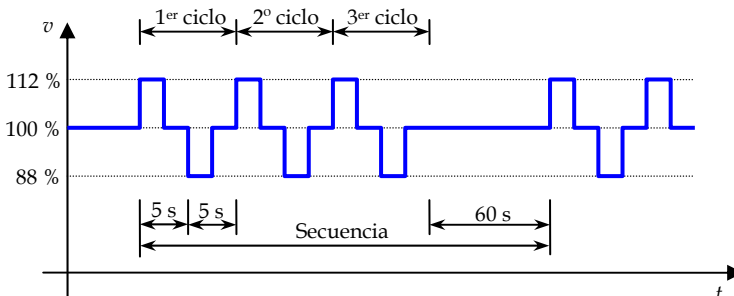 1er ciclo 2o ciclo 3er ciclo
v
112 %
100 %
88 %
5 s 5 s 60 s
Secuencia
t